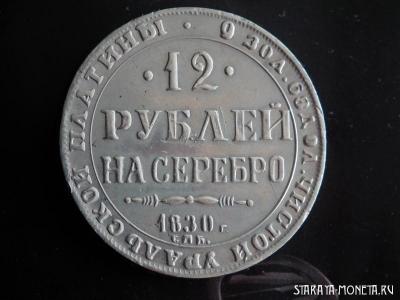 · 9 ЗОЛ. 68 ДОЛ. ЧИСТОЙ УРАЛЬСКОЙ ПЛАТИНЫ
· 12 ·
РУБЛЕЙ
НА СЕРЕБРО
1830 г.
С.П.Б.
STARAYA-MONETA.RU